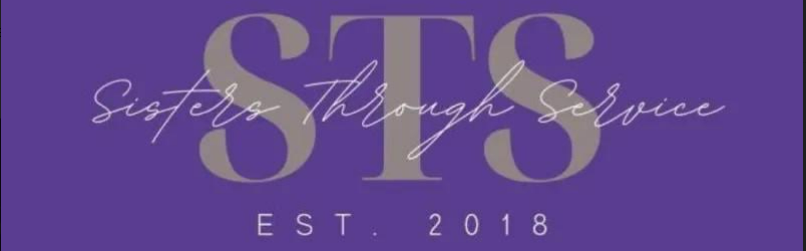 STS
Sisters Through Service
EST. 2018